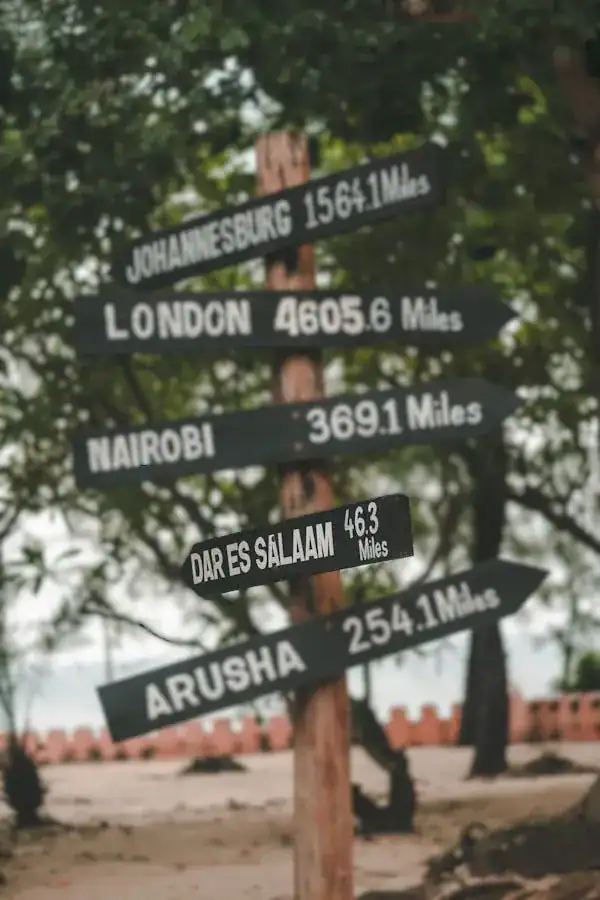 JOHANNESBURG 1564.1 Miles
LONDON 4605.6 Miles
NAIROBI 369.1 Miles
DAR ES SALAAM 46.3
Miles
ARUSHA 254.1 Miles